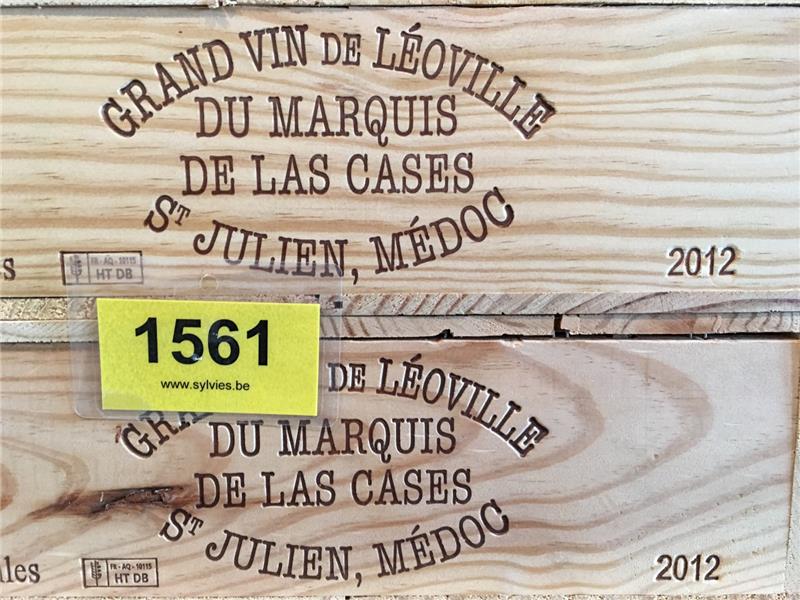 GRAND VIN DE LÉOVILLE
DU MARQUIS
DE LAS CASES
ST JULIEN, MÉDOC
s
FR - AQ - 10115
HT DB
2012
1561
www.sylvies.be
GRA DE LÉOVILLE
DU MARQUIS
DE LAS CASES
ST JULIEN, MÉDOC
les
FR - AQ - 10115
HT DB
2012